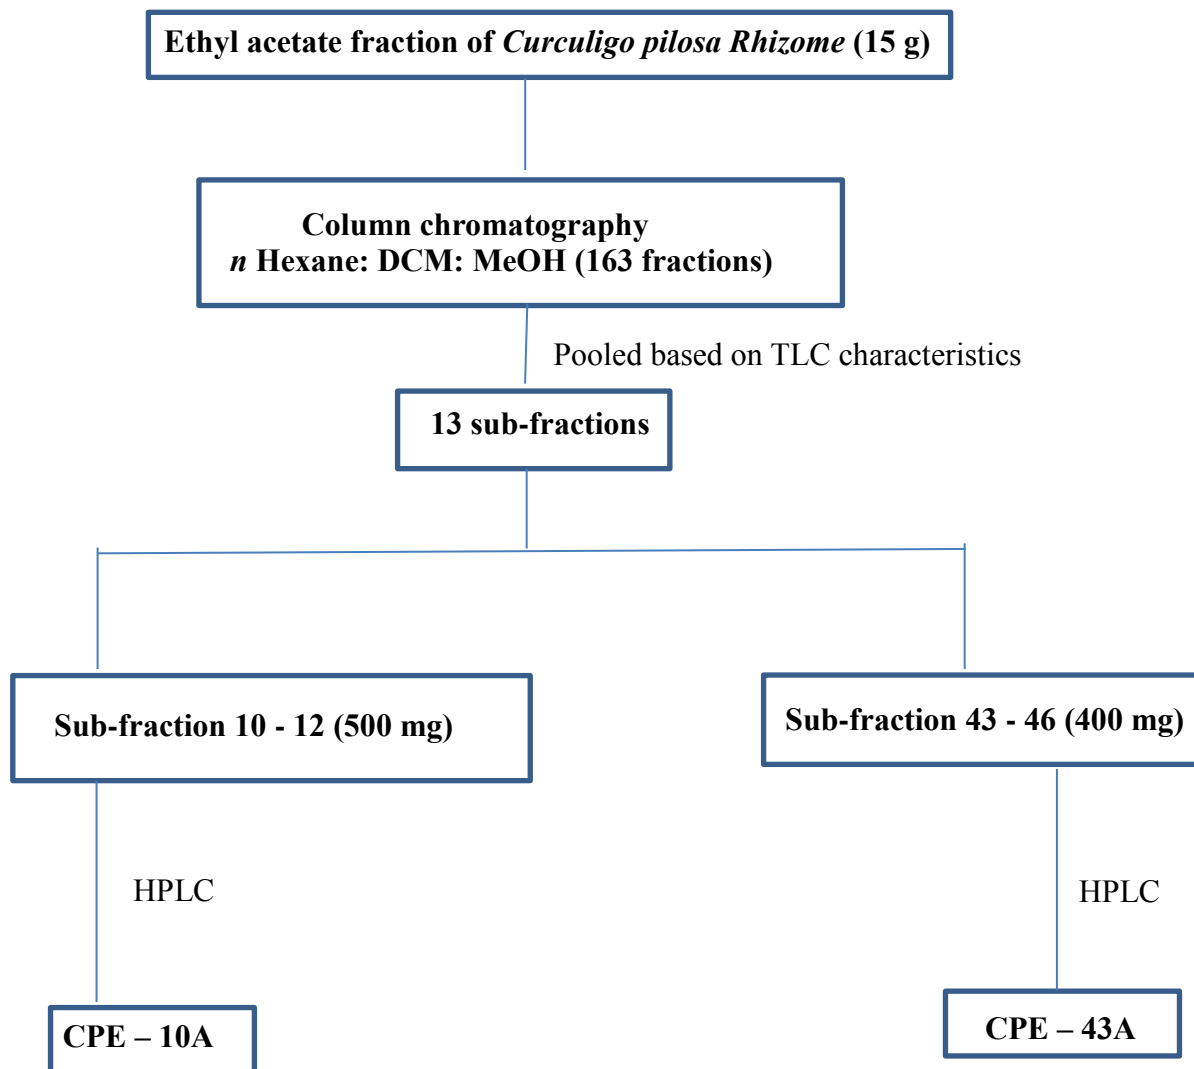 Ethyl acetate fraction of Curculigo pilosa Rhizome (15 g)
Column chromatography
n Hexane: DCM: MeOH (163 fractions)
Pooled based on TLC characteristics
13 sub-fractions
Sub-fraction 10 - 12 (500 mg)
Sub-fraction 43 - 46 (400 mg)
HPLC
HPLC
CPE – 10A
CPE – 43A